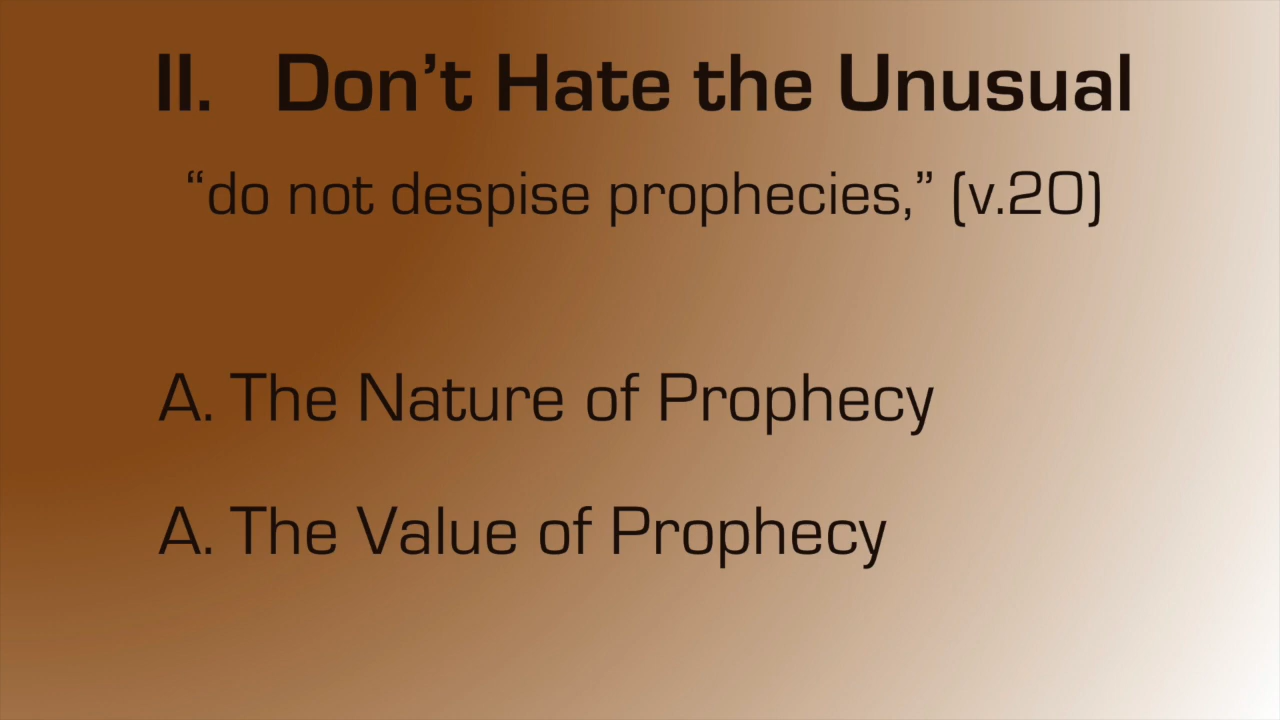 II. Don’t Hate the Unusual
“do not despise prophecies,” (v.20)
A. The Nature of Prophecy
A. The Value of Prophecy